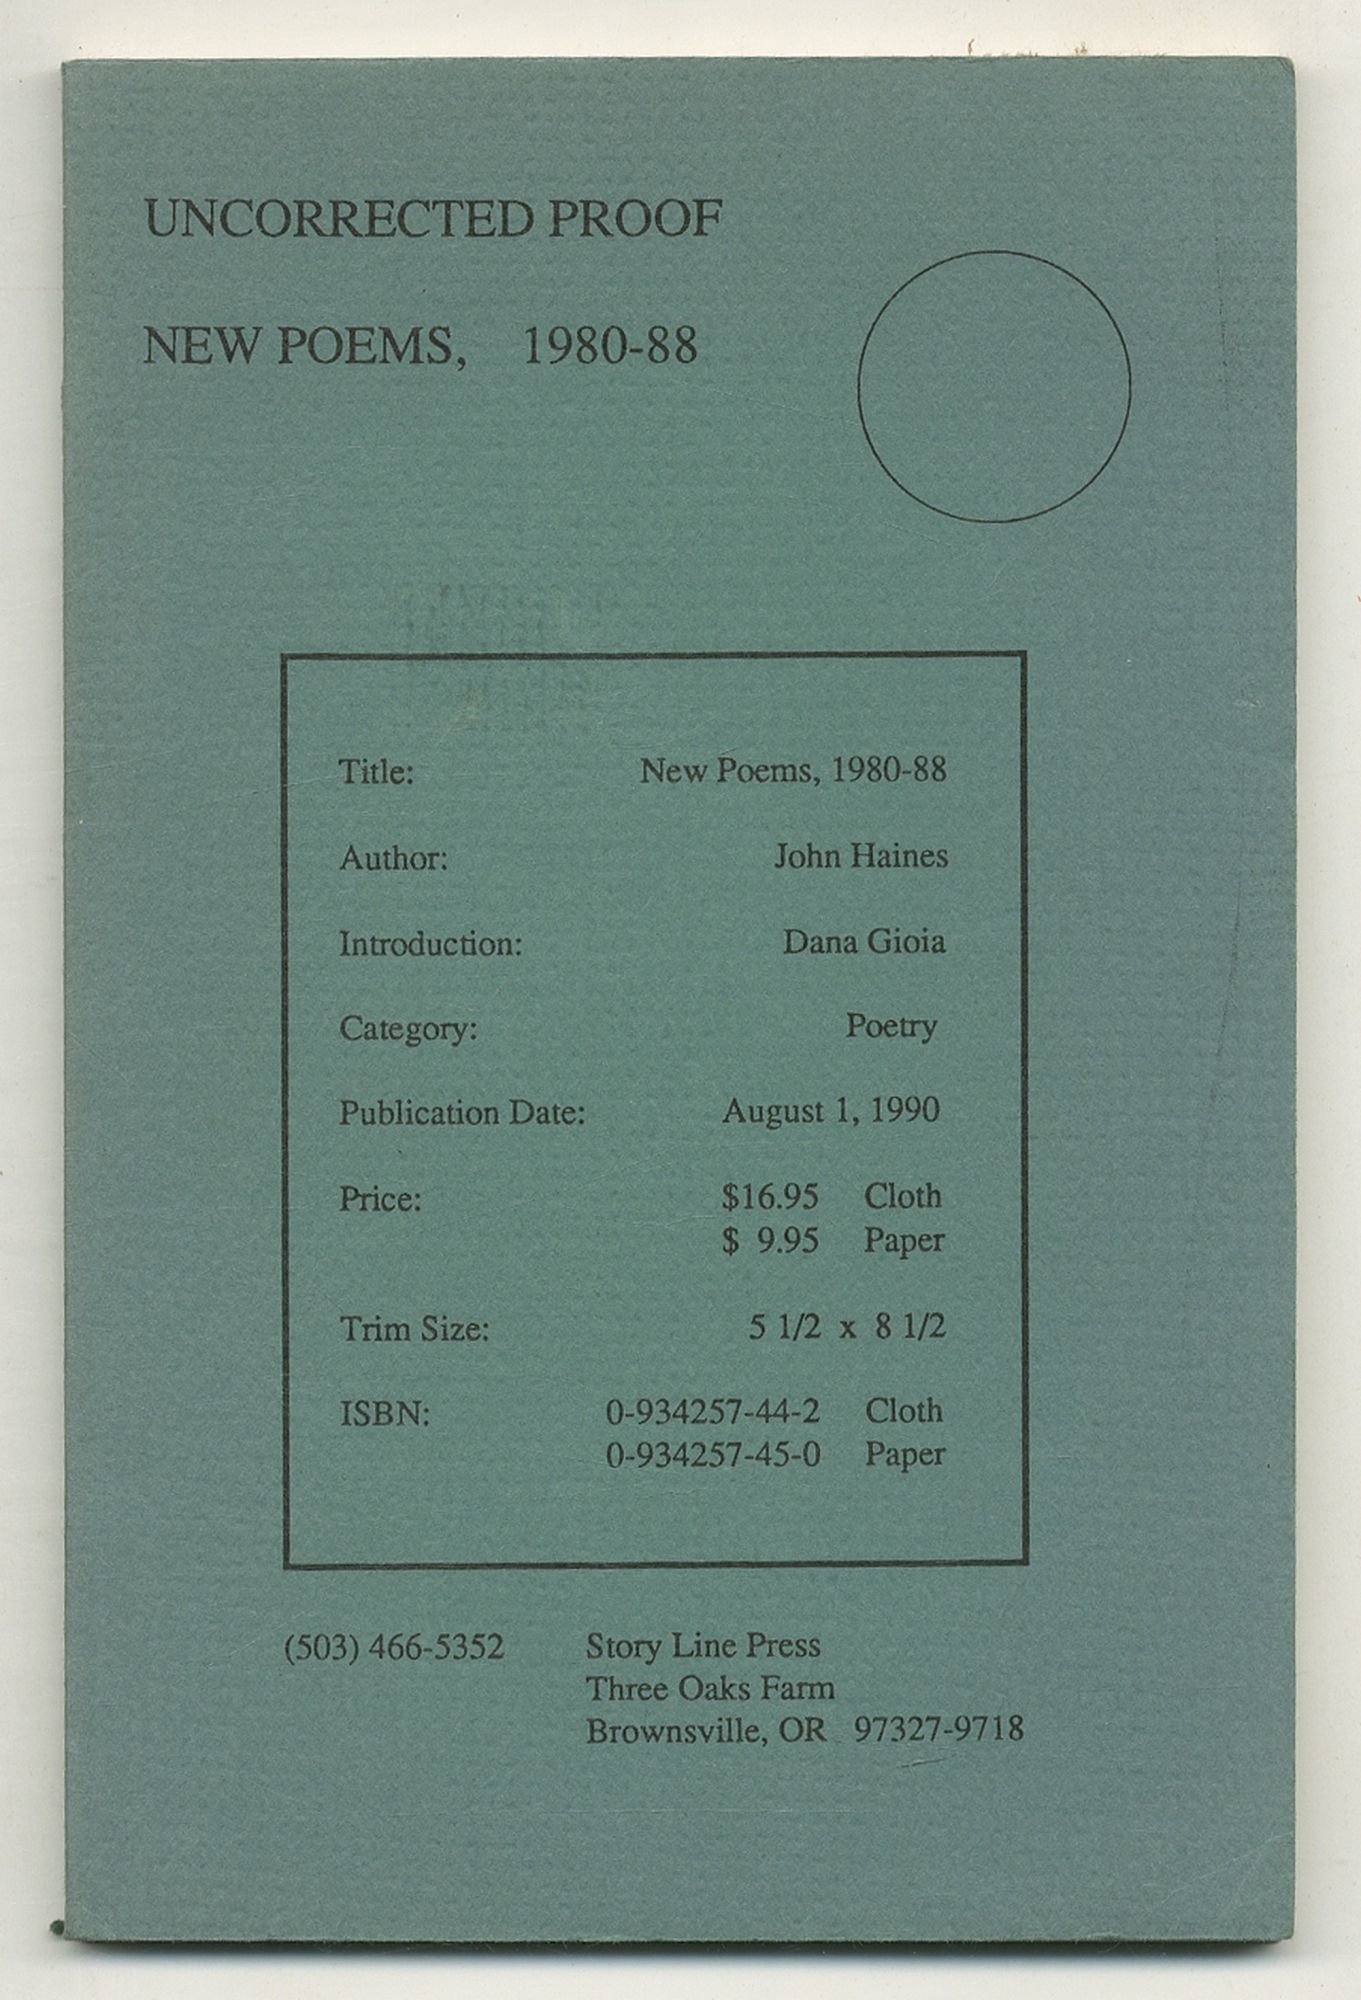 UNCORRECTED PROOF
NEW POEMS, 1980-88
Title: New Poems, 1980-88
Author: John Haines
Introduction: Dana Gioia
Category: Poetry
Publication Date: August 1, 1990
Price: $16.95 Cloth
$ 9.95 Paper
Trim Size: 5 1/2 x 8 1/2
ISBN: 0-934257-44-2 Cloth
0-934257-45-0 Paper
(503) 466-5352 Story Line Press
Three Oaks Farm
Brownsville, OR 97327-9718